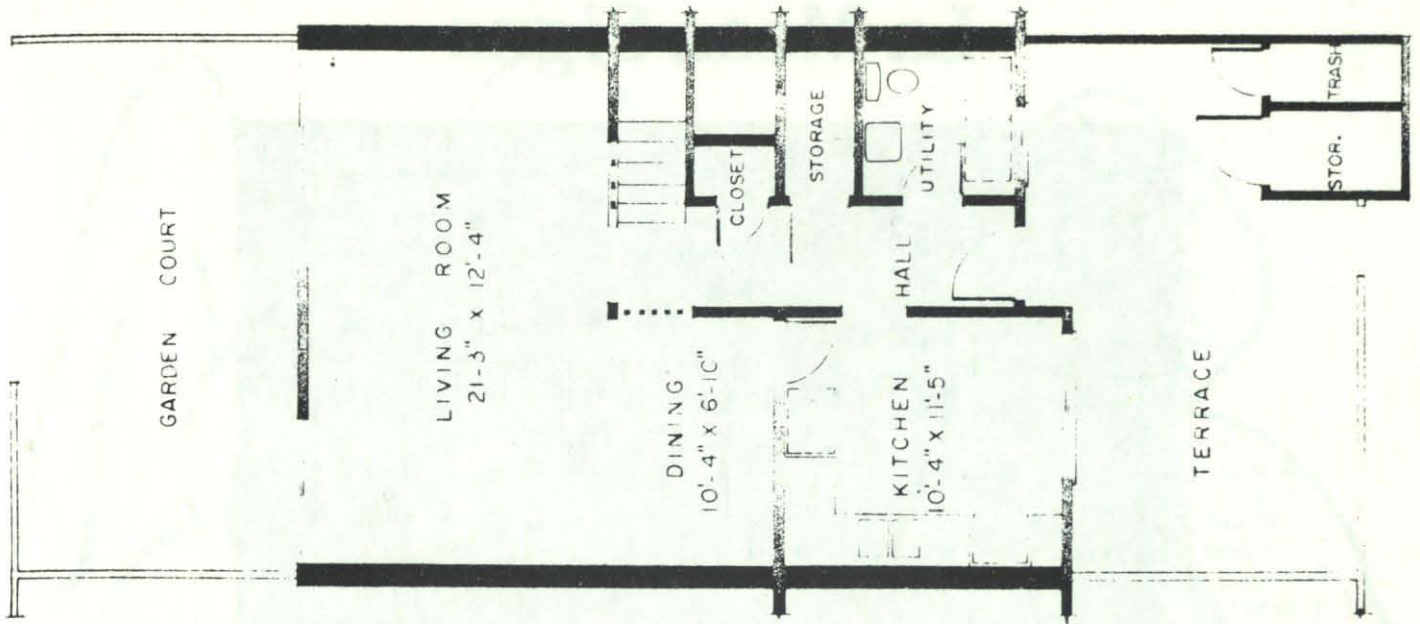 GARDEN COURT
LIVING ROOM
21-3" x 12'-4"
DINING
10'-4" x 6'-1C"
CLOSET
STORAGE
UTILITY
HALL
KITCHEN
10'-4" x 11'-5"
TERRACE
TRASH
STOR.